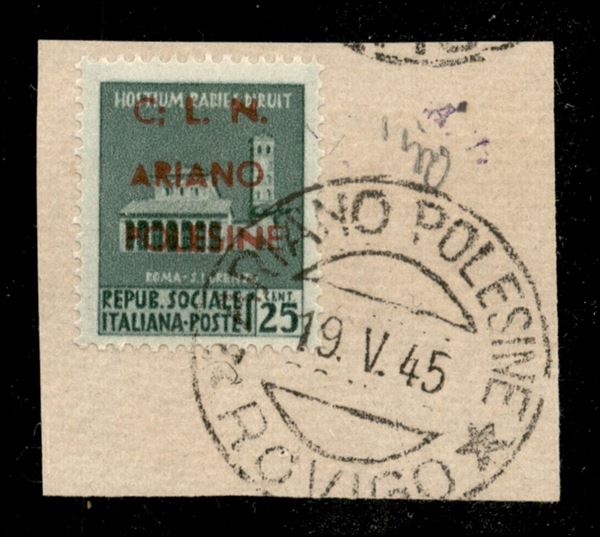 HOSTIUM RABIES DIRUIT
C. L. N.
ARIANO
POLESINE
ROMA-S.LORENZO
REPUB. SOCIALE
ITALIANA-POSTE
CENT.
25
ARIANO POLESINE
19.V.45
ROVIGO